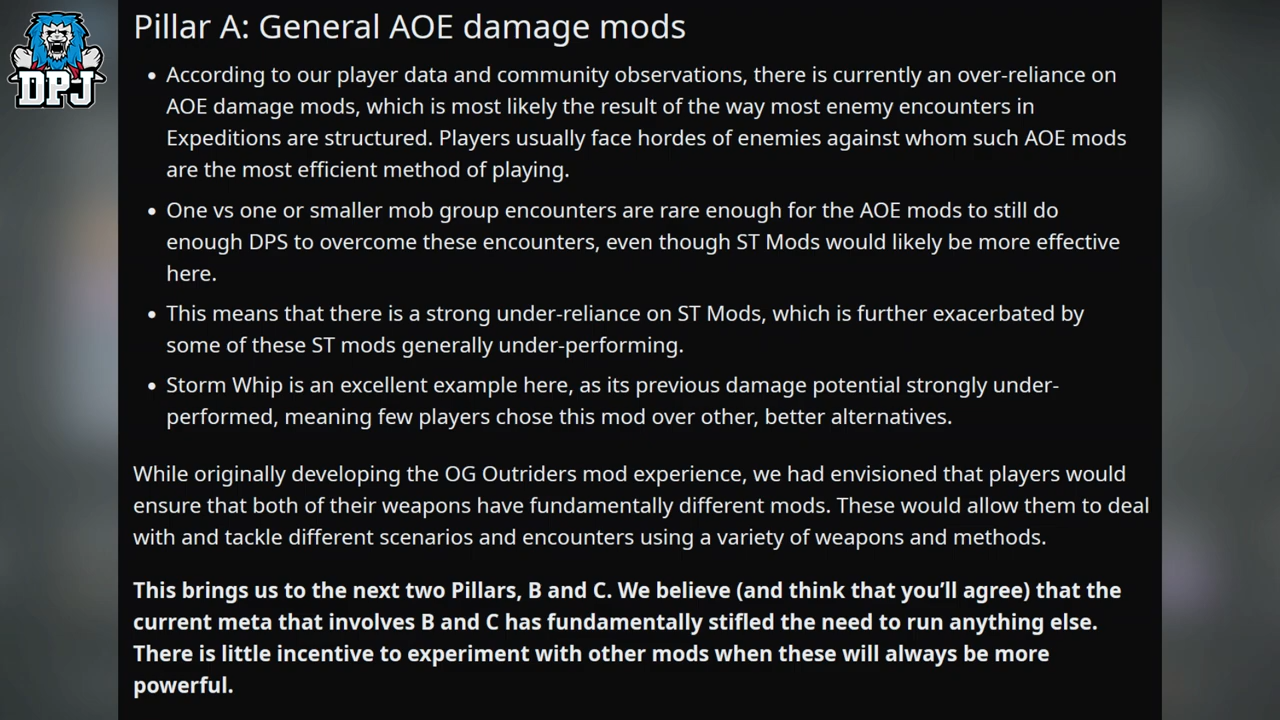 DPJ
Pillar A: General AOE damage mods
• According to our player data and community observations, there is currently an over-reliance on
AOE damage mods, which is most likely the result of the way most enemy encounters in
Expeditions are structured. Players usually face hordes of enemies against whom such AOE mods
are the most efficient method of playing.
• One vs one or smaller mob group encounters are rare enough for the AOE mods to still do
enough DPS to overcome these encounters, even though ST Mods would likely be more effective
here.
• This means that there is a strong under-reliance on ST Mods, which is further exacerbated by
some of these ST mods generally under-performing.
• Storm Whip is an excellent example here, as its previous damage potential strongly under-
performed, meaning few players chose this mod over other, better alternatives.
While originally developing the OG Outriders mod experience, we had envisioned that players would
ensure that both of their weapons have fundamentally different mods. These would allow them to deal
with and tackle different scenarios and encounters using a variety of weapons and methods.
This brings us to the next two Pillars, B and C. We believe (and think that you’ll agree) that the
current meta that involves B and C has fundamentally stifled the need to run anything else.
There is little incentive to experiment with other mods when these will always be more
powerful.